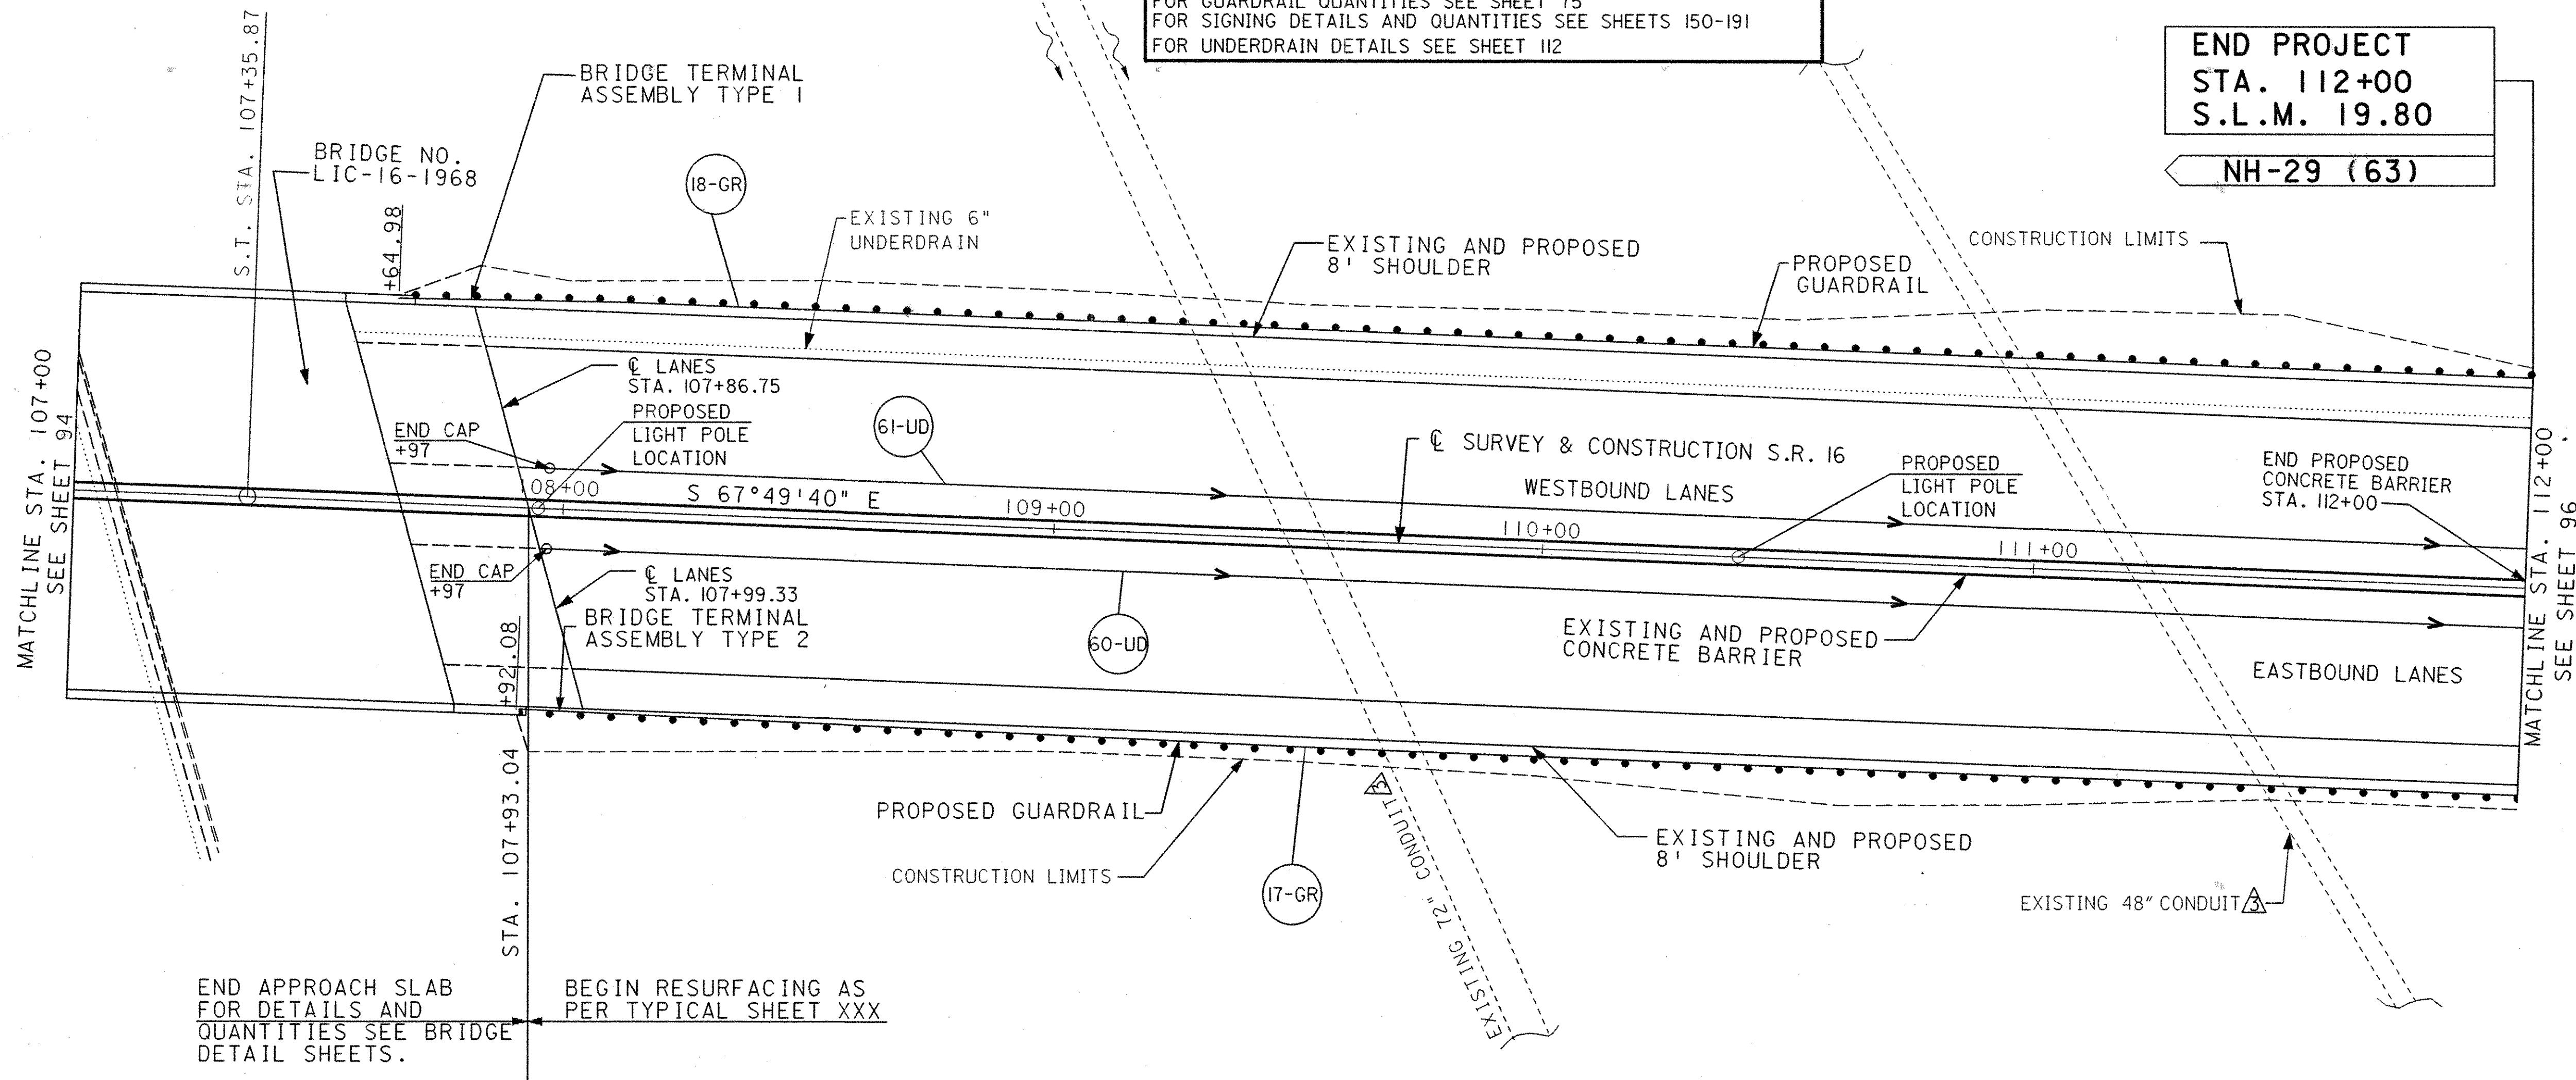 FOR GUARDRAIL QUANTITIES SEE SHEET 75
FOR SIGNING DETAILS AND QUANTITIES SEE SHEETS 150-191
FOR UNDERDRAIN DETAILS SEE SHEET 112
END PROJECT
STA. 112+00
S.L.M. 19.80
NH-29 (63)
S.T. STA. 107+35.87
BRIDGE TERMINAL
ASSEMBLY TYPE 1
BRIDGE NO.
LIC-16-1968
+64.98
18-GR
EXISTING 6"
UNDERDRAIN
EXISTING AND PROPOSED
8' SHOULDER
PROPOSED
GUARDRAIL
CONSTRUCTION LIMITS
MATCHLINE STA. 107+00
SEE SHEET 94
℄ LANES
STA. 107+86.75
PROPOSED
LIGHT POLE
LOCATION
END CAP
+97
61-UD
℄ SURVEY & CONSTRUCTION S.R. 16
WESTBOUND LANES
PROPOSED
LIGHT POLE
LOCATION
END PROPOSED
CONCRETE BARRIER
STA. 112+00
MATCHLINE STA. 112+00
SEE SHEET 96
108+00
S 67°49'40" E
109+00
110+00
111+00
END CAP
+97
℄ LANES
STA. 107+99.33
BRIDGE TERMINAL
ASSEMBLY TYPE 2
+92.08
60-UD
EXISTING AND PROPOSED
CONCRETE BARRIER
EASTBOUND LANES
STA. 107+93.04
PROPOSED GUARDRAIL
CONSTRUCTION LIMITS
17-GR
3
EXISTING 72" CONDUIT
EXISTING AND PROPOSED
8' SHOULDER
EXISTING 48" CONDUIT 3
END APPROACH SLAB
FOR DETAILS AND
QUANTITIES SEE BRIDGE
DETAIL SHEETS.
BEGIN RESURFACING AS
PER TYPICAL SHEET XXX